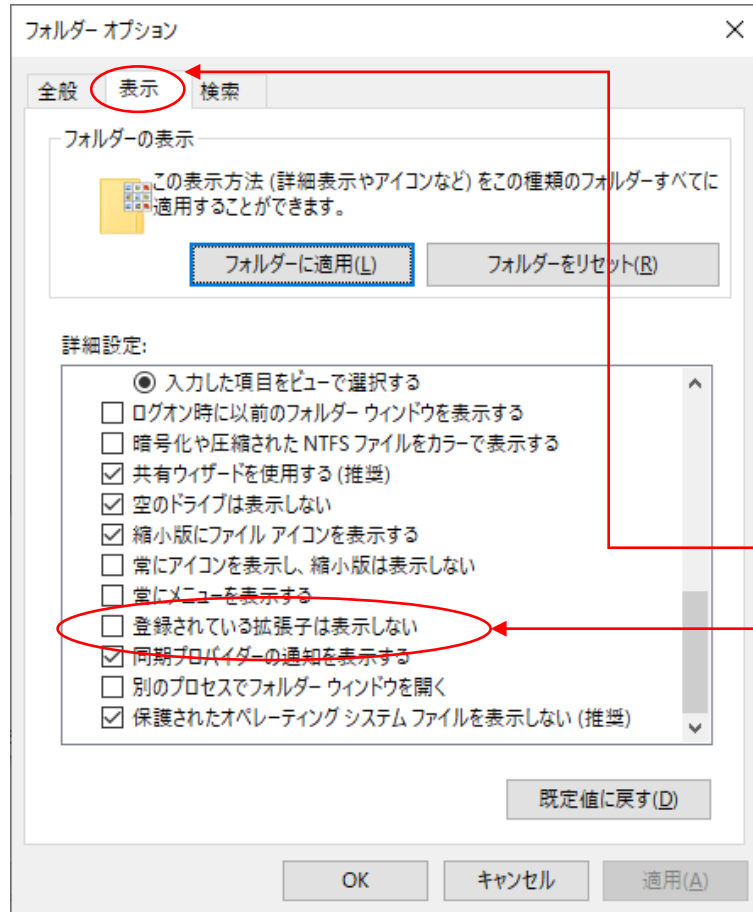 フォルダー オプション
全般 表示 検索
フォルダーの表示
この表示方法 (詳細表示やアイコンなど) をこの種類のフォルダーすべてに
適用することができます。
フォルダーに適用(L) フォルダーをリセット(R)
詳細設定:
入力した項目をビューで選択する
ログオン時に以前のフォルダー ウィンドウを表示する
暗号化や圧縮された NTFS ファイルをカラーで表示する
共有ウィザードを使用する (推奨)
空のドライブは表示しない
縮小版にファイル アイコンを表示する
常にアイコンを表示し、縮小版は表示しない
常にメニューを表示する
登録されている拡張子は表示しない
同期プロバイダーの通知を表示する
別のプロセスでフォルダー ウィンドウを開く
保護されたオペレーティング システム ファイルを表示しない (推奨)
既定値に戻す(D)
OK キャンセル 適用(A)